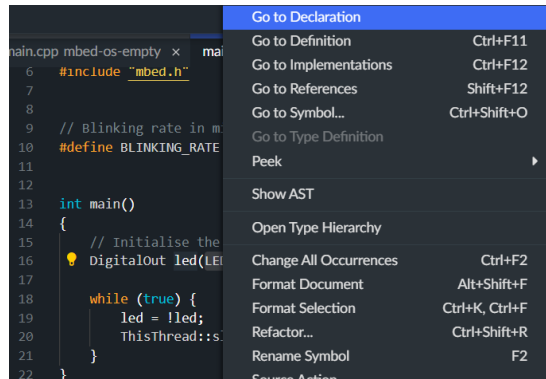 main.cpp mbed-os-empty ×
6 #include "mbed.h"
7
8
9 // Blinking rate in
10 #define BLINKING_RATE
11
12
13 int main()
14 {
15 // Initialise the
16 DigitalOut led(
17
18 while (true) {
19 led = !led;
20 ThisThread::
21 }
22 }
Go to Declaration
Go to Definition Ctrl+F11
Go to Implementations Ctrl+F12
Go to References Shift+F12
Go to Symbol... Ctrl+Shift+O
Go to Type Definition
Peek
Show AST
Open Type Hierarchy
Change All Occurrences Ctrl+F2
Format Document Alt+Shift+F
Format Selection Ctrl+K, Ctrl+F
Refactor... Ctrl+Shift+R
Rename Symbol F2
Source Action